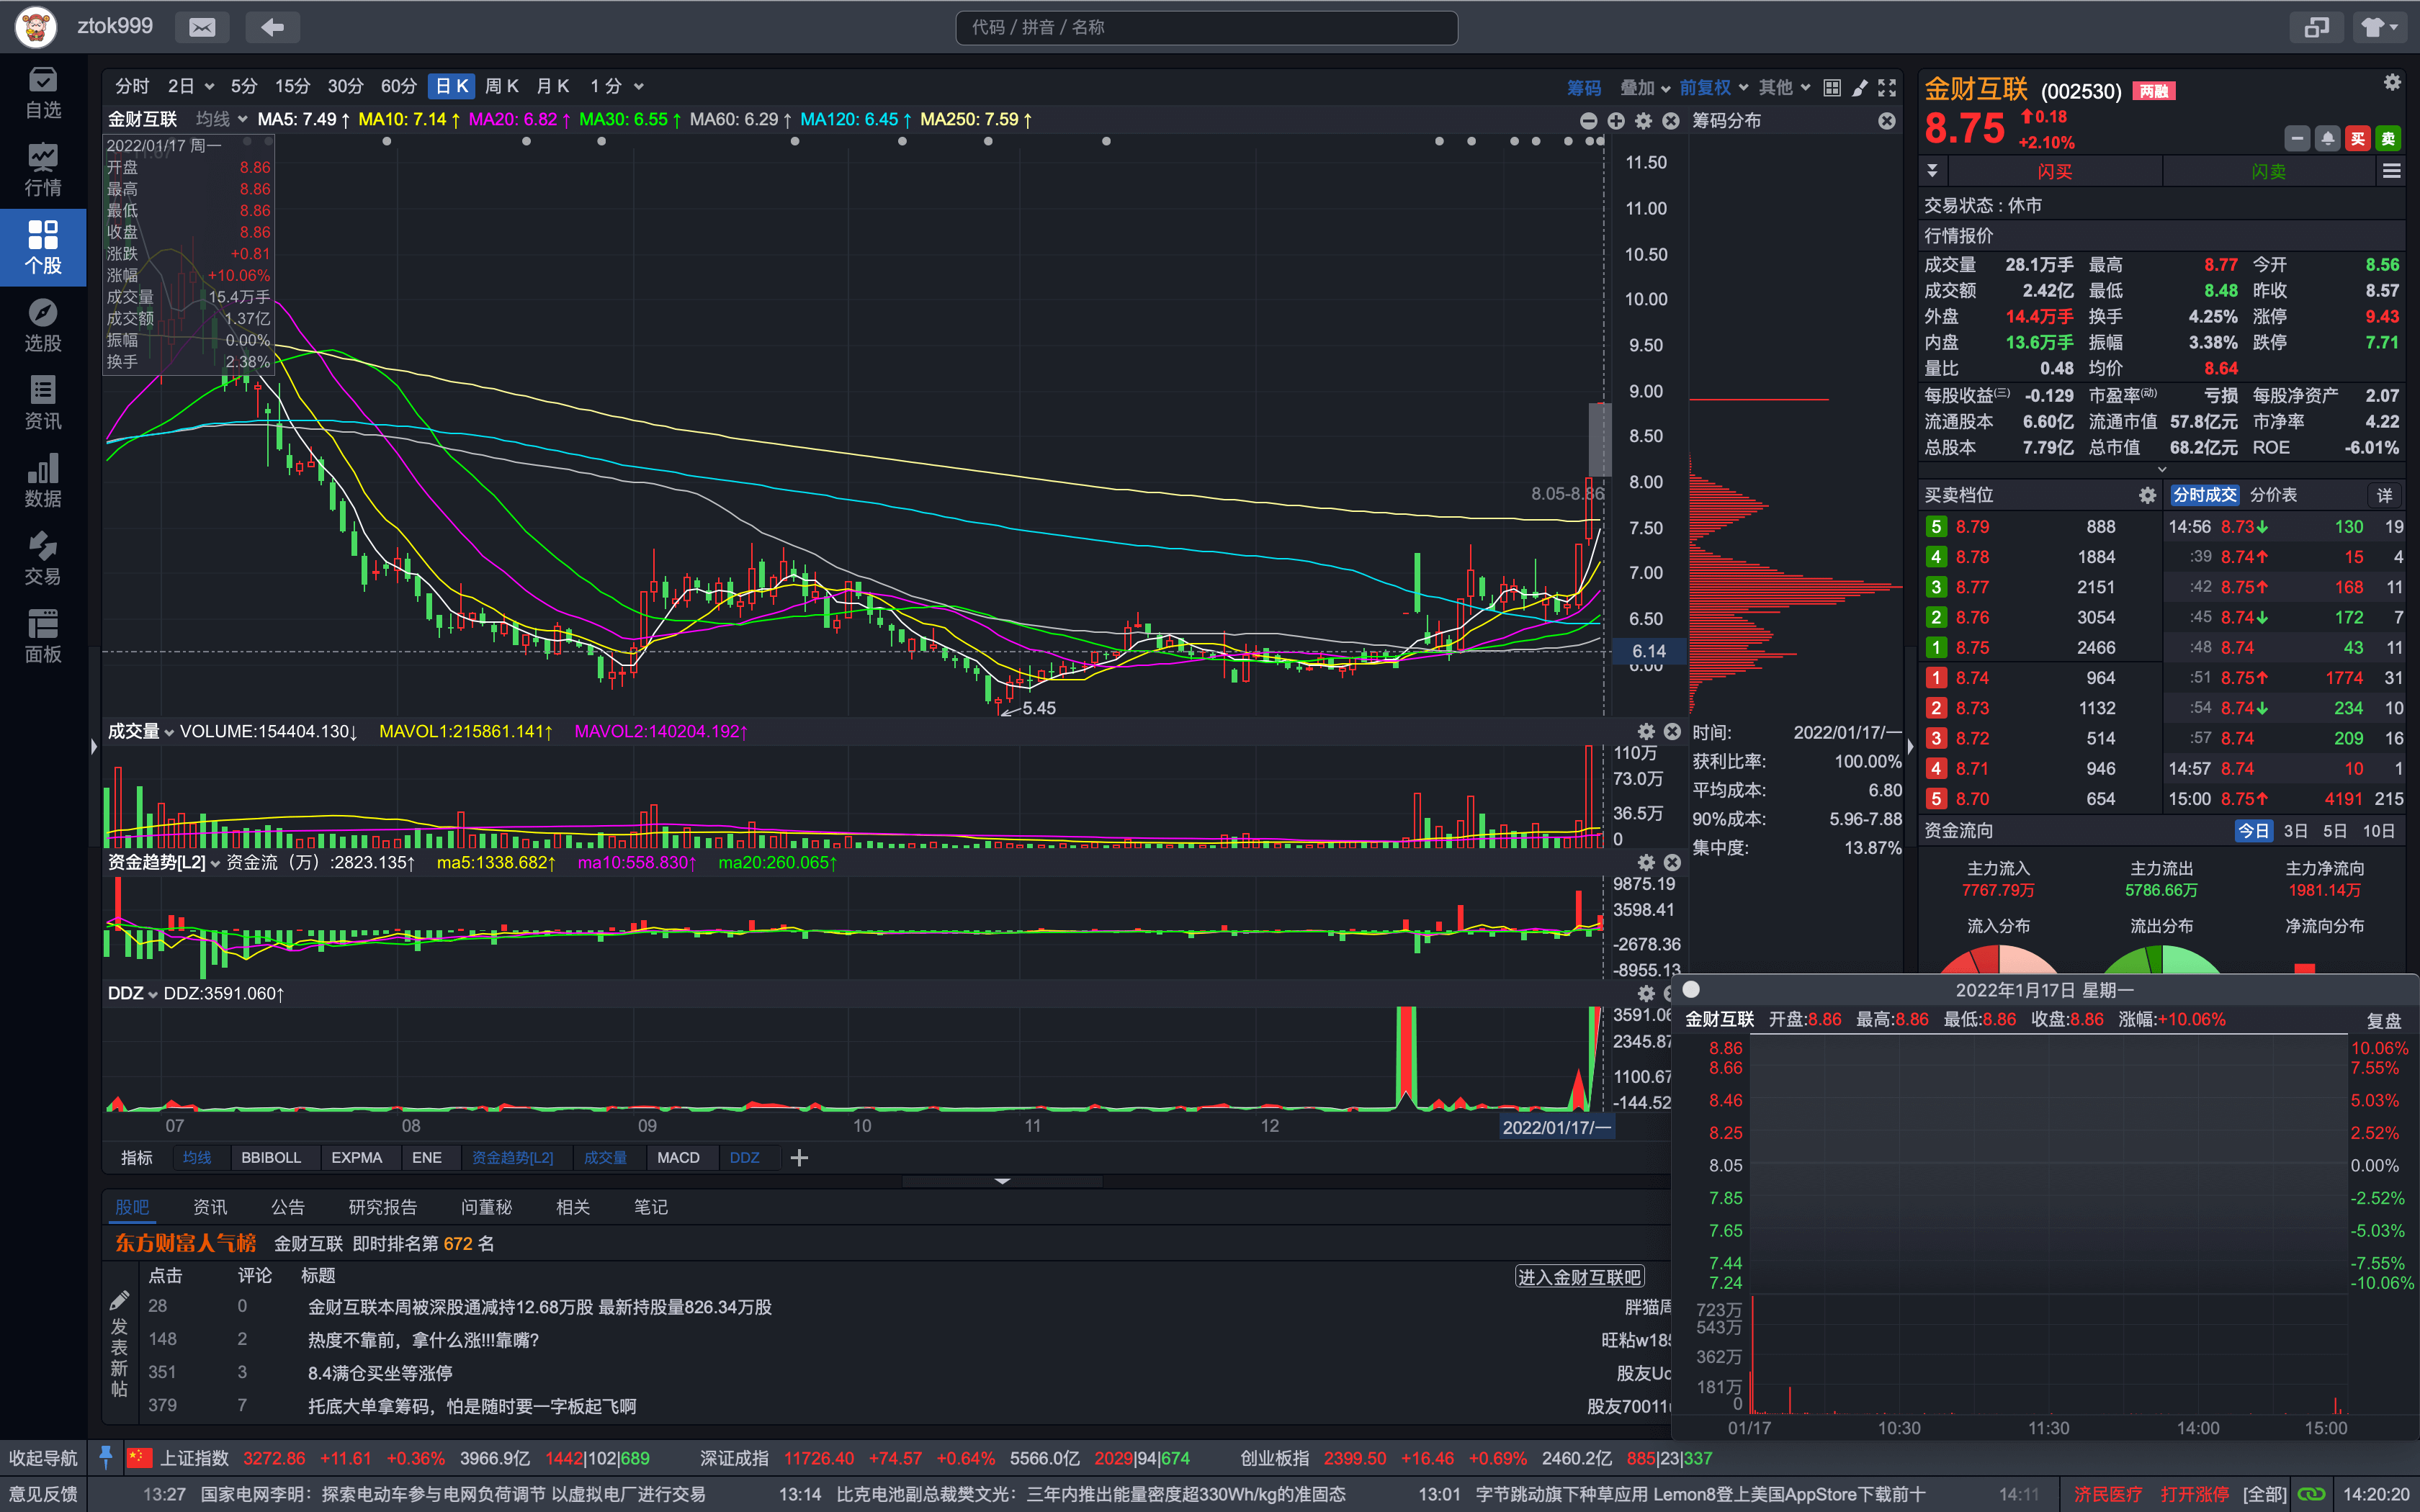 ztok999
代码 / 拼音 / 名称
自选
行情
个股
选股
资讯
数据
交易
面板
分时 2日 5分 15分 30分 60分 日K 周K 月K 1分 筹码 叠加 前复权 其他
金财互联 均线 MA5: 7.49↑ MA10: 7.14↑ MA20: 6.82↑ MA30: 6.55↑ MA60: 6.29↑ MA120: 6.45↑ MA250: 7.59↑
筹码分布
2022/01/17 周一
开盘 8.86
最高 8.86
最低 8.86
收盘 8.86
涨跌 +0.81
涨幅 +10.06%
成交量 15.4万手
成交额 1.37亿
振幅 0.00%
换手 2.38%
11.50
11.00
10.50
10.00
9.50
9.00
8.50
8.00
7.50
7.00
6.50
6.14
6.00
8.05-8.86
5.45
成交量 VOLUME:154404.130↓ MAVOL1:215861.141↑ MAVOL2:140204.192↑
110万
73.0万
36.5万
0
时间: 2022/01/17/一
获利比率: 100.00%
平均成本: 6.80
90%成本: 5.96-7.88
集中度: 13.87%
资金趋势[L2] 资金流（万）:2823.135↑ ma5:1338.682↑ ma10:558.830↑ ma20:260.065↑
9875.19
3598.41
-2678.36
-8955.13
DDZ DDZ:3591.060↑
3591.06
2345.87
1100.67
-144.52
07 08 09 10 11 12 2022/01/17/一
指标 均线 BBIBOLL EXPMA ENE 资金趋势[L2] 成交量 MACD DDZ
股吧 资讯 公告 研究报告 问董秘 相关 笔记
东方财富人气榜 金财互联 即时排名第 672 名
点击 评论 标题 进入金财互联吧
发表新帖
28 0 金财互联本周被深股通减持12.68万股 最新持股量826.34万股 胖猫周
148 2 热度不靠前，拿什么涨!!!靠嘴? 旺粘w185
351 3 8.4满仓买坐等涨停 股友Uc
379 7 托底大单拿筹码，怕是随时要一字板起飞啊 股友70011
金财互联 (002530) 两融
8.75 0.18
+2.10%
买 卖
闪买 闪卖
交易状态 : 休市
行情报价
成交量 28.1万手 最高 8.77 今开 8.56
成交额 2.42亿 最低 8.48 昨收 8.57
外盘 14.4万手 换手 4.25% 涨停 9.43
内盘 13.6万手 振幅 3.38% 跌停 7.71
量比 0.48 均价 8.64
每股收益(三) -0.129 市盈率(动) 亏损 每股净资产 2.07
流通股本 6.60亿 流通市值 57.8亿元 市净率 4.22
总股本 7.79亿 总市值 68.2亿元 ROE -6.01%
买卖档位 分时成交 分价表 详
5 8.79 888 14:56 8.73↓ 130 19
4 8.78 1884 :39 8.74↑ 15 4
3 8.77 2151 :42 8.75↑ 168 11
2 8.76 3054 :45 8.74↓ 172 7
1 8.75 2466 :48 8.74 43 11
1 8.74 964 :51 8.75↑ 1774 31
2 8.73 1132 :54 8.74↓ 234 10
3 8.72 514 :57 8.74 209 16
4 8.71 946 14:57 8.74 10 1
5 8.70 654 15:00 8.75↑ 4191 215
资金流向 今日 3日 5日 10日
主力流入 主力流出 主力净流向
7767.79万 5786.66万 1981.14万
流入分布 流出分布 净流向分布
2022年1月17日 星期一
金财互联 开盘:8.86 最高:8.86 最低:8.86 收盘:8.86 涨幅:+10.06% 复盘
8.86 10.06%
8.66 7.55%
8.46 5.03%
8.25 2.52%
8.05 0.00%
7.85 -2.52%
7.65 -5.03%
7.44 -7.55%
7.24 -10.06%
723万
543万
362万
181万
0
01/17 10:30 11:30 14:00 15:00
收起导航 上证指数 3272.86 +11.61 +0.36% 3966.9亿 1442|102|689 深证成指 11726.40 +74.57 +0.64% 5566.0亿 2029|94|674 创业板指 2399.50 +16.46 +0.69% 2460.2亿 885|23|337
意见反馈 13:27 国家电网李明：探索电动车参与电网负荷调节 以虚拟电厂进行交易 13:14 比克电池副总裁樊文光：三年内推出能量密度超330Wh/kg的准固态 13:01 字节跳动旗下种草应用 Lemon8登上美国AppStore下载前十 14:11 济民医疗 打开涨停 [全部] 14:20:20